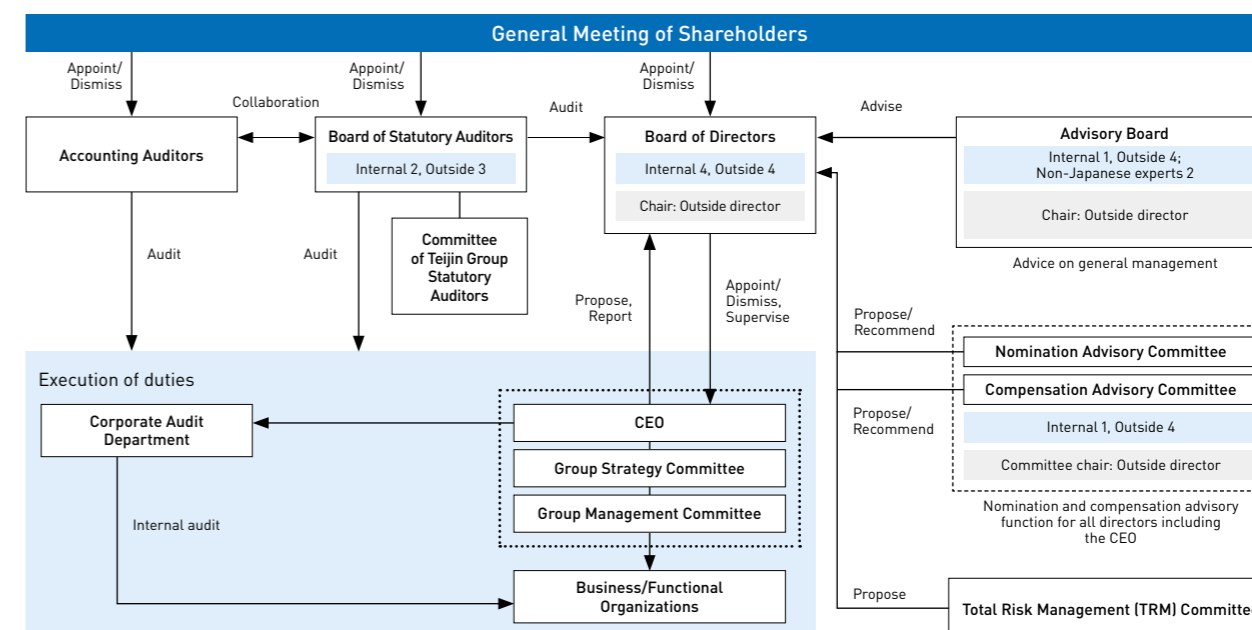 General Meeting of Shareholders
Appoint/
Dismiss
Appoint/
Dismiss
Appoint/
Dismiss
Collaboration
Audit
Advise
Accounting Auditors
Board of Statutory Auditors
Internal 2, Outside 3
Board of Directors
Internal 4, Outside 4
Chair: Outside director
Advisory Board
Internal 1, Outside 4;
Non-Japanese experts 2
Chair: Outside director
Advice on general management
Committee
of Teijin Group
Statutory
Auditors
Audit
Audit
Propose,
Report
Appoint/
Dismiss,
Supervise
Propose/
Recommend
Nomination Advisory Committee
Compensation Advisory Committee
Propose/
Recommend
Internal 1, Outside 4
Committee chair: Outside director
Nomination and compensation advisory
function for all directors including
the CEO
Execution of duties
Corporate Audit
Department
CEO
Group Strategy Committee
Group Management Committee
Internal audit
Business/Functional
Organizations
Propose
Total Risk Management (TRM) Committe